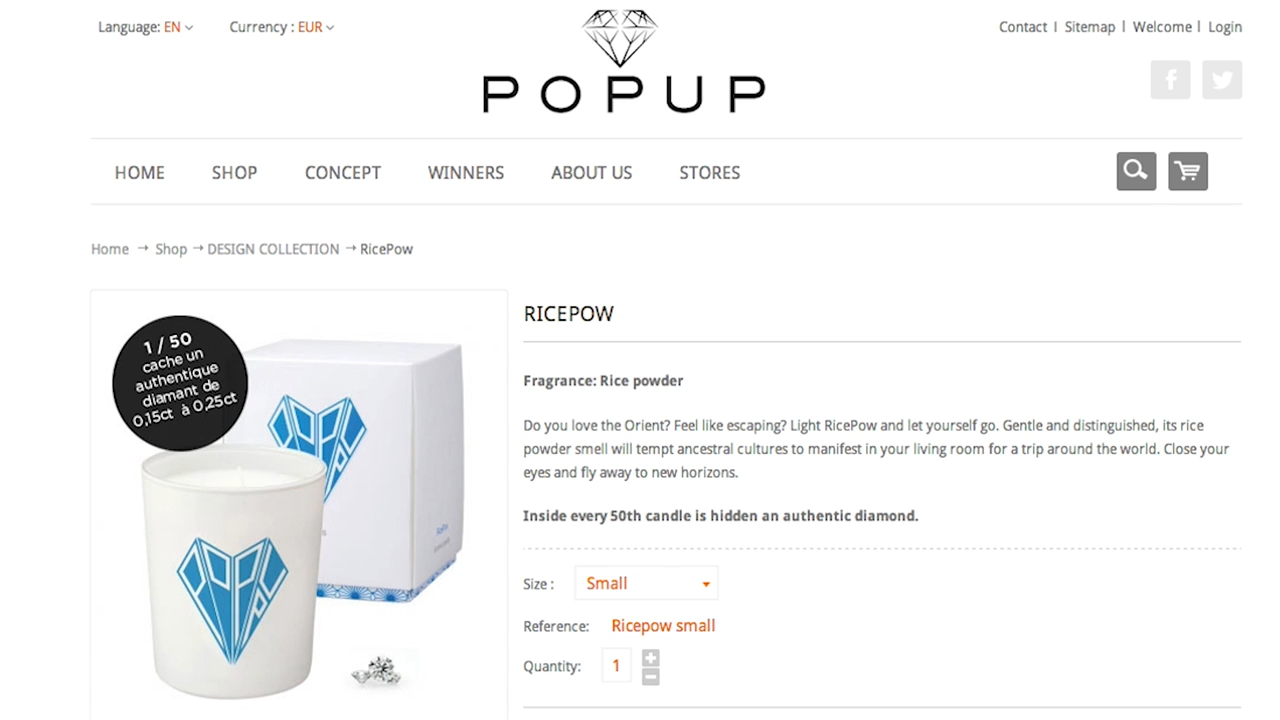 Language: EN
Currency : EUR
Contact | Sitemap | Welcome | Login
POPUP
HOME SHOP CONCEPT WINNERS ABOUT US STORES
Home → Shop → DESIGN COLLECTION → RicePow
1 / 50
cache un
authentique
diamant de
0,15ct à 0,25ct
RICEPOW
Fragrance: Rice powder
Do you love the Orient? Feel like escaping? Light RicePow and let yourself go. Gentle and distinguished, its rice
powder smell will tempt ancestral cultures to manifest in your living room for a trip around the world. Close your
eyes and fly away to new horizons.
Inside every 50th candle is hidden an authentic diamond.
Size : Small
Reference: Ricepow small
Quantity: 1